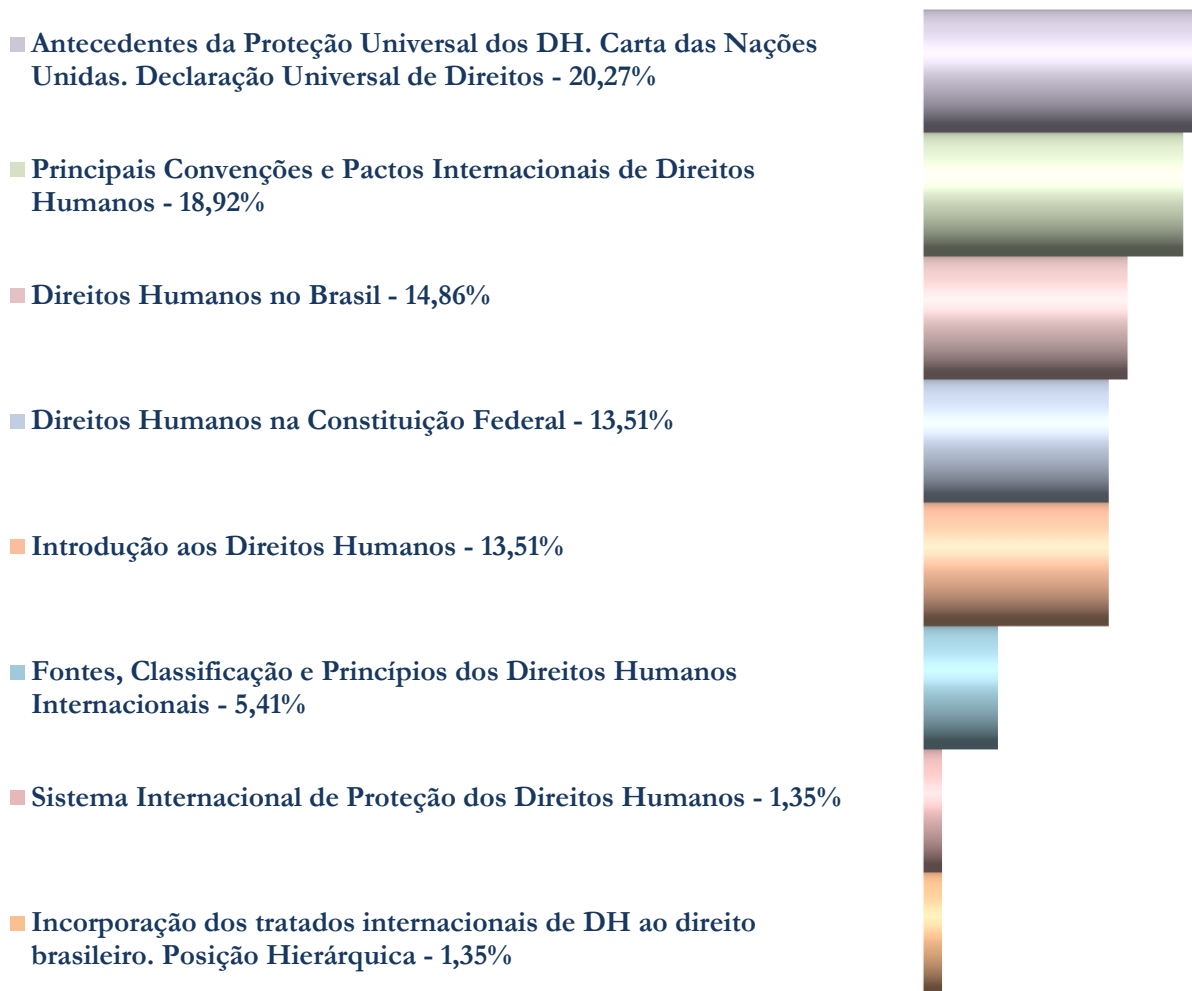 Antecedentes da Proteção Universal dos DH. Carta das Nações
Unidas. Declaração Universal de Direitos - 20,27%
Principais Convenções e Pactos Internacionais de Direitos
Humanos - 18,92%
Direitos Humanos no Brasil - 14,86%
Direitos Humanos na Constituição Federal - 13,51%
Introdução aos Direitos Humanos - 13,51%
Fontes, Classificação e Princípios dos Direitos Humanos
Internacionais - 5,41%
Sistema Internacional de Proteção dos Direitos Humanos - 1,35%
Incorporação dos tratados internacionais de DH ao direito
brasileiro. Posição Hierárquica - 1,35%